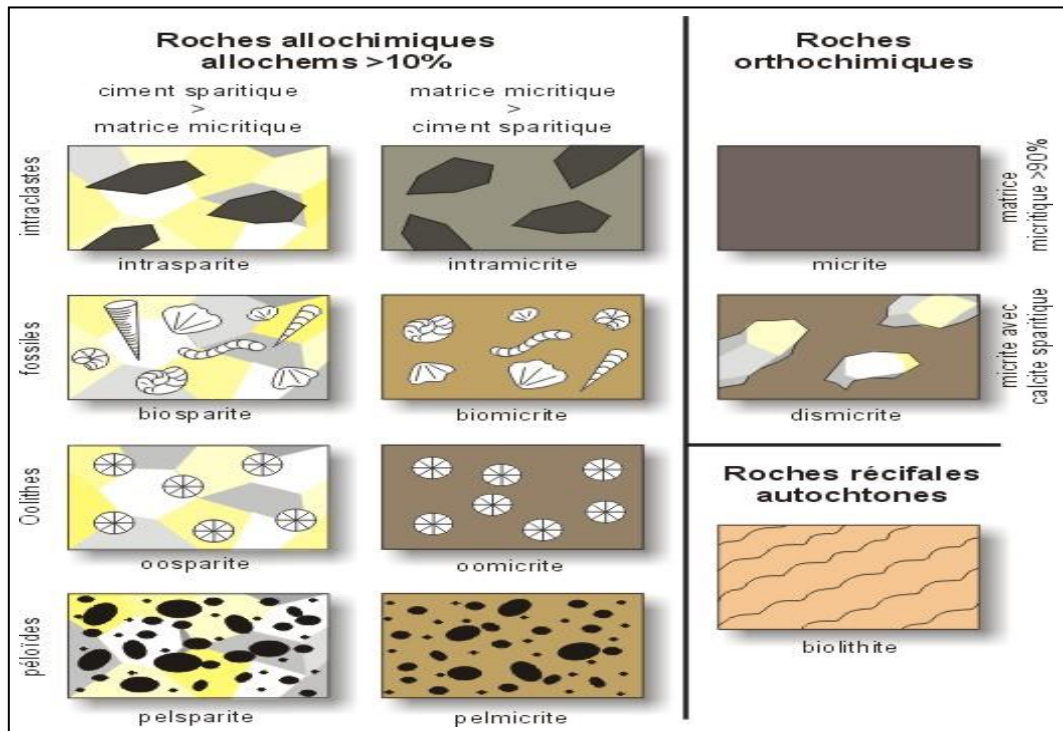 Roches allochimiques
allochems >10%
ciment sparitique
>
matrice micritique
matrice micritique
>
ciment sparitique
intraclastes
intrasparite
intramicrite
fossiles
biosparite
biomicrite
Oolithes
oosparite
oomicrite
péloïdes
pelsparite
pelmicrite
Roches
orthochimiques
micrite
matrice
micritique >90%
dismicrite
micrite avec
calcite sparitique
Roches récifales
autochtones
biolithite